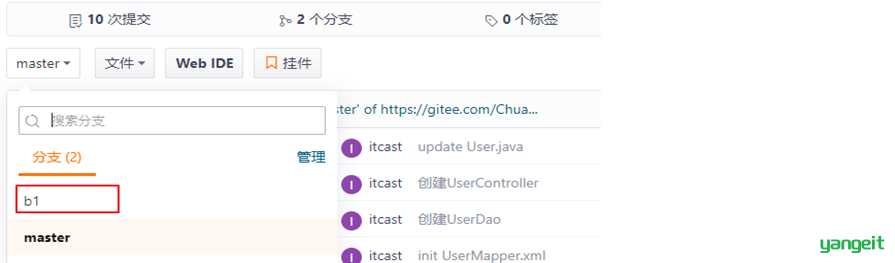 10 次提交 2 个分支 0 个标签
master 文件 Web IDE 挂件
搜索分支
ster' of https://gitee.com/Chua...
分支 (2) 管理
I itcast update User.java
b1
I itcast 创建UserController
master
I itcast 创建UserDao
I itcast init UserMapper.xml
yangeit